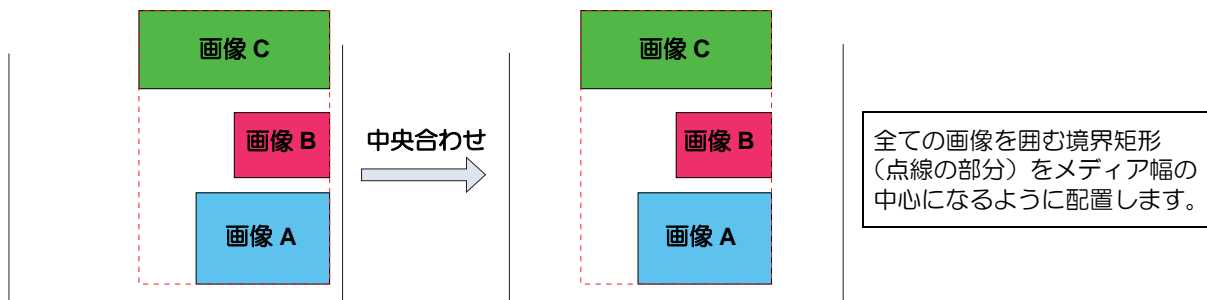 画像 C
画像 B
画像 A
中央合わせ
画像 C
画像 B
画像 A
全ての画像を囲む境界矩形
（点線の部分）をメディア幅の
中心になるように配置します。